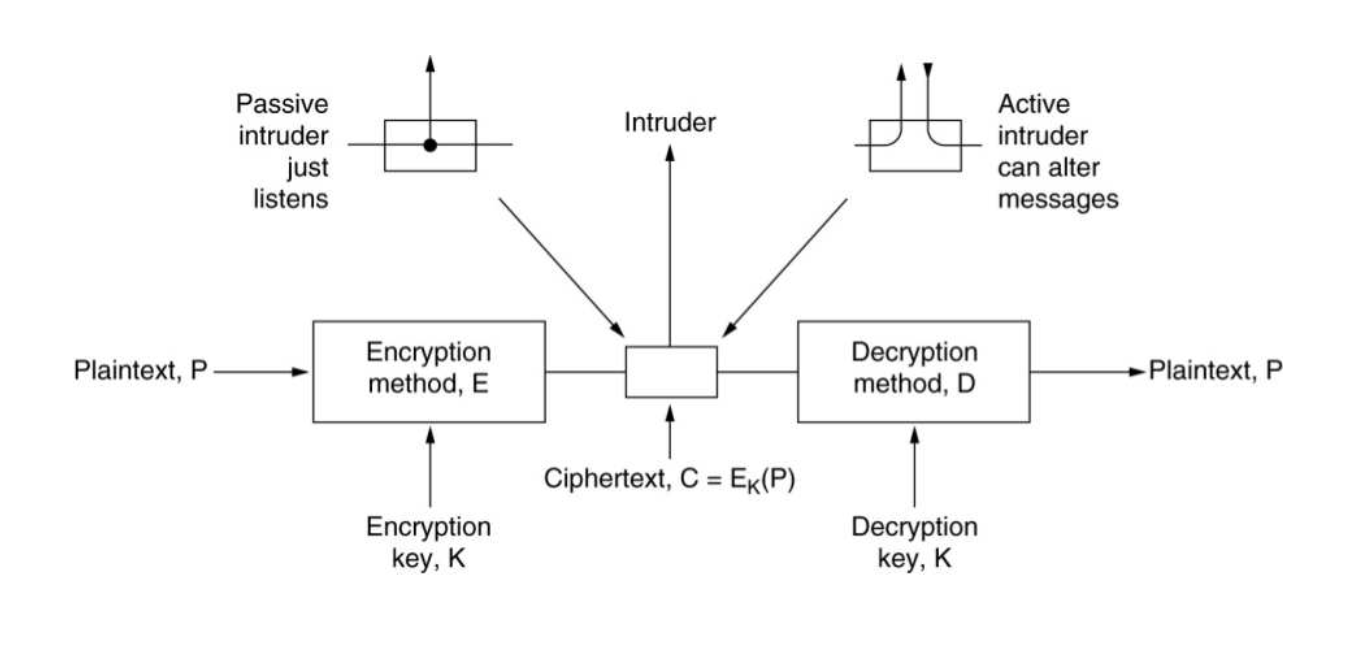 Passive
intruder
just
listens
Intruder
Active
intruder
can alter
messages
Plaintext, P
Encryption
method, E
Decryption
method, D
Plaintext, P
Ciphertext, C = E_K(P)
Encryption
key, K
Decryption
key, K